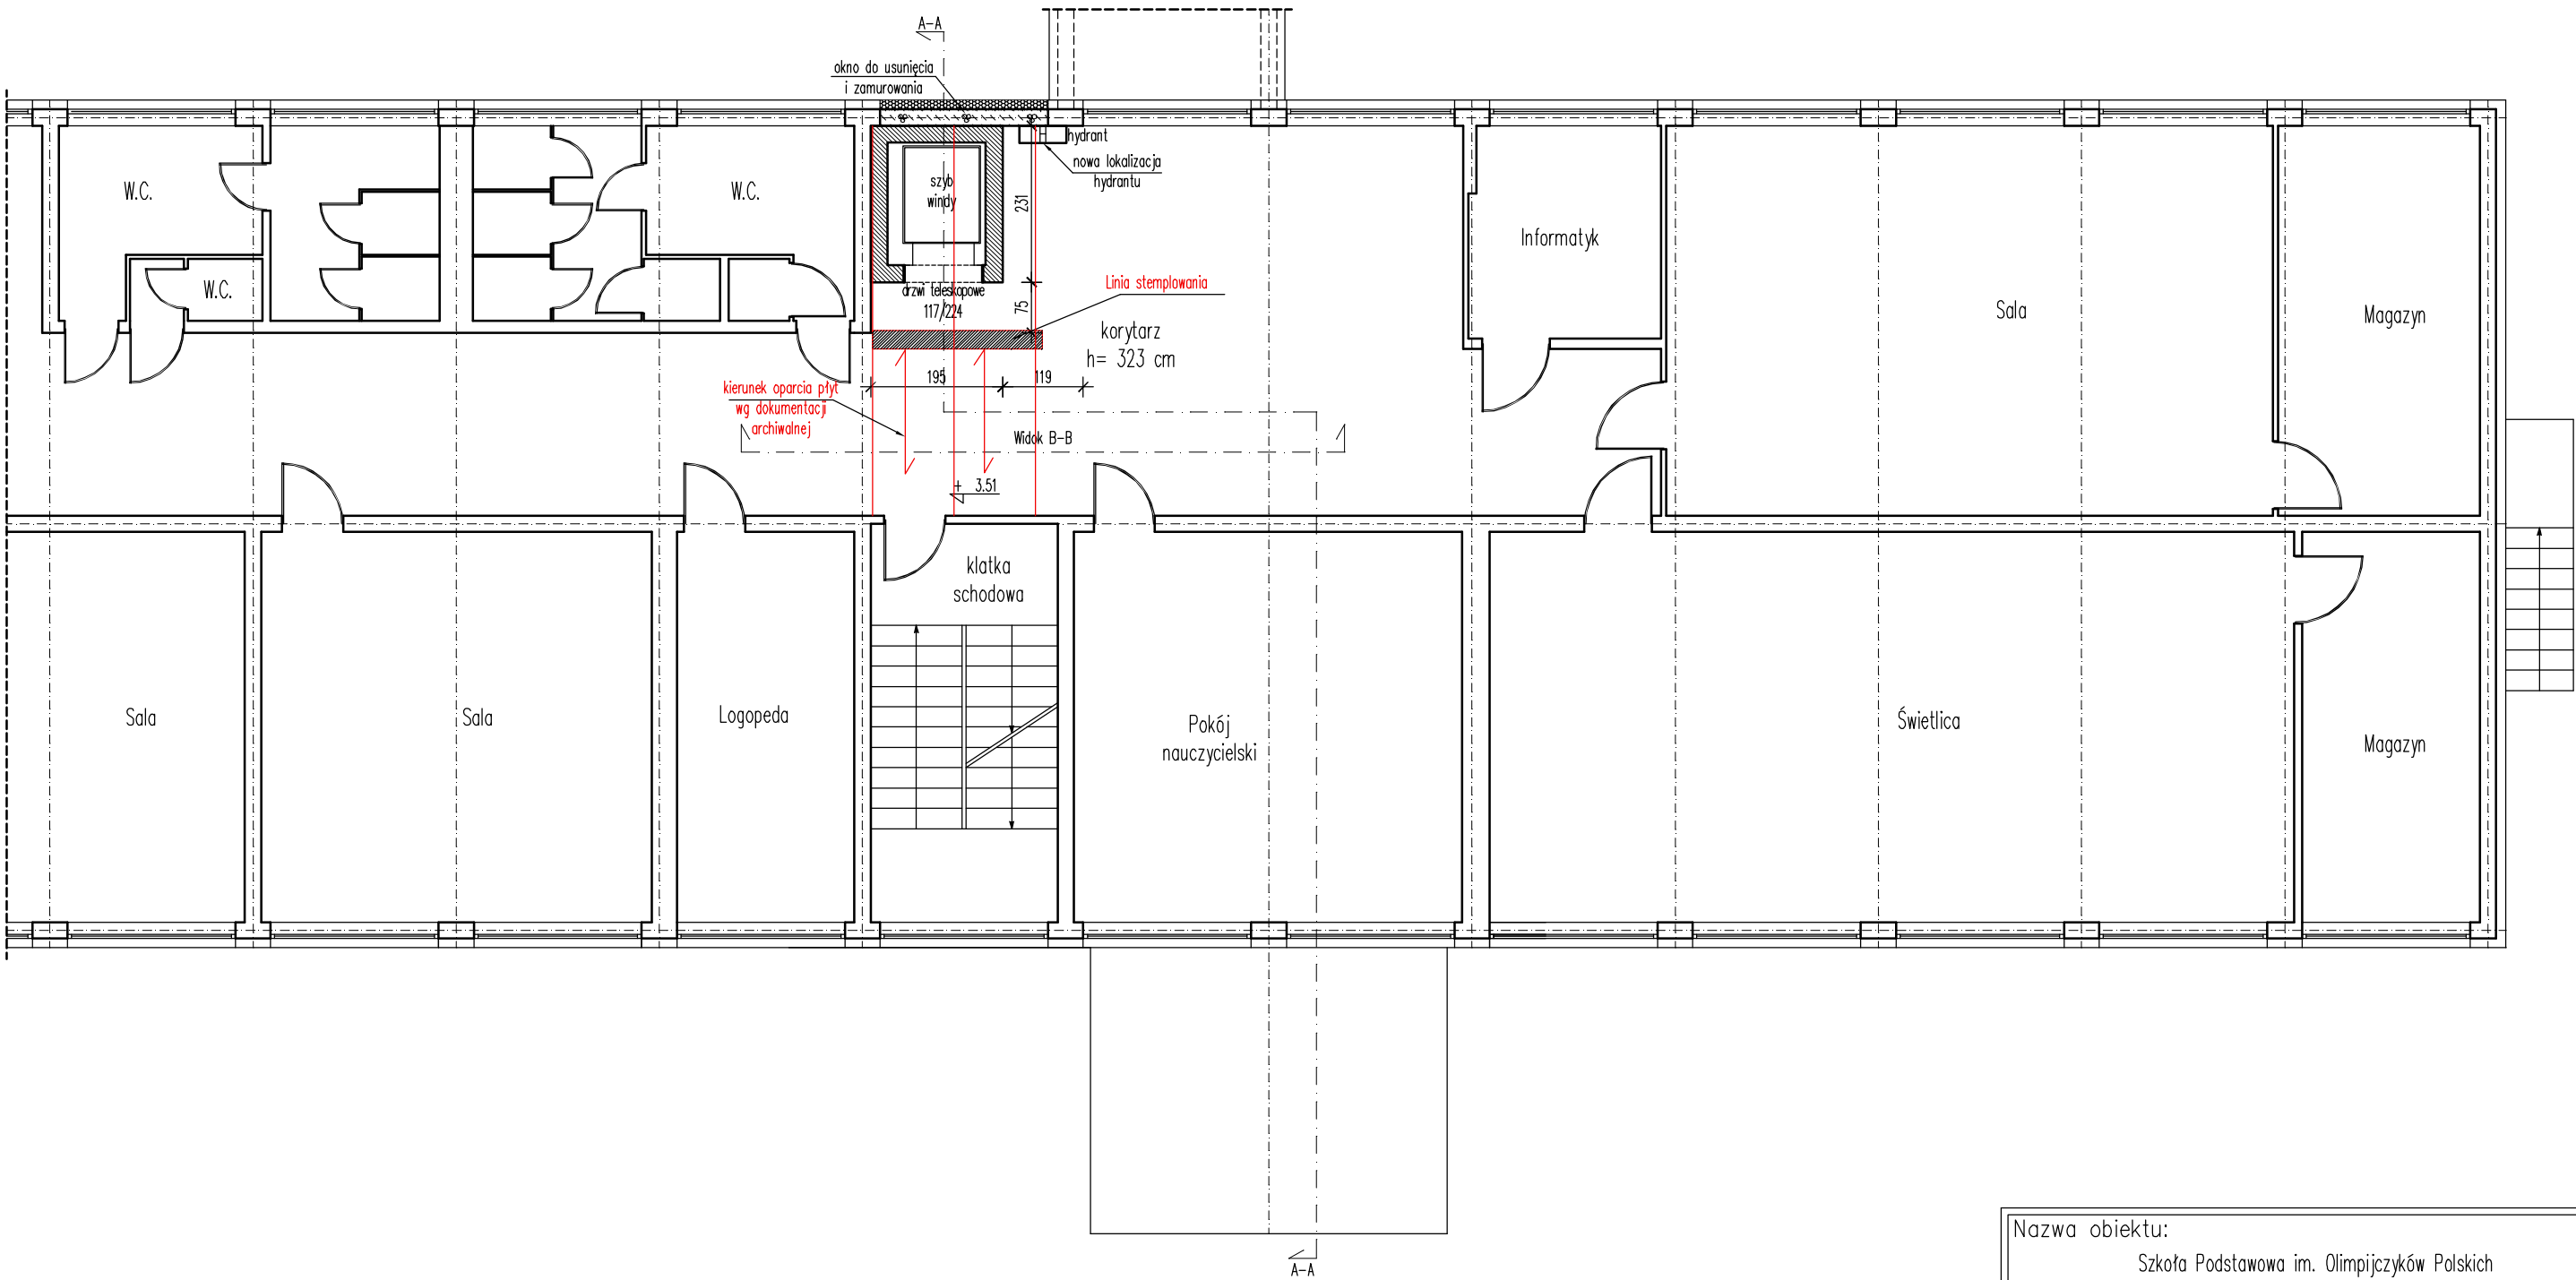 A-A
okno do usunięcia
i zamurowania
hydrant
nowa lokalizacja
hydrantu
W.C.
W.C.
szyb
windy
231
Informatyk
W.C.
drzwi teleskopowe
117/224
75
Linia stemplowania
korytarz
h= 323 cm
Sala
Magazyn
195
119
kierunek oparcia płyt
wg dokumentacji
archiwalnej
Widok B-B
+ 3.51
klatka
schodowa
Sala
Sala
Logopeda
Pokój
nauczycielski
Świetlica
Magazyn
A-A
Nazwa obiektu:
Szkoła Podstawowa im. Olimpijczyków Polskich